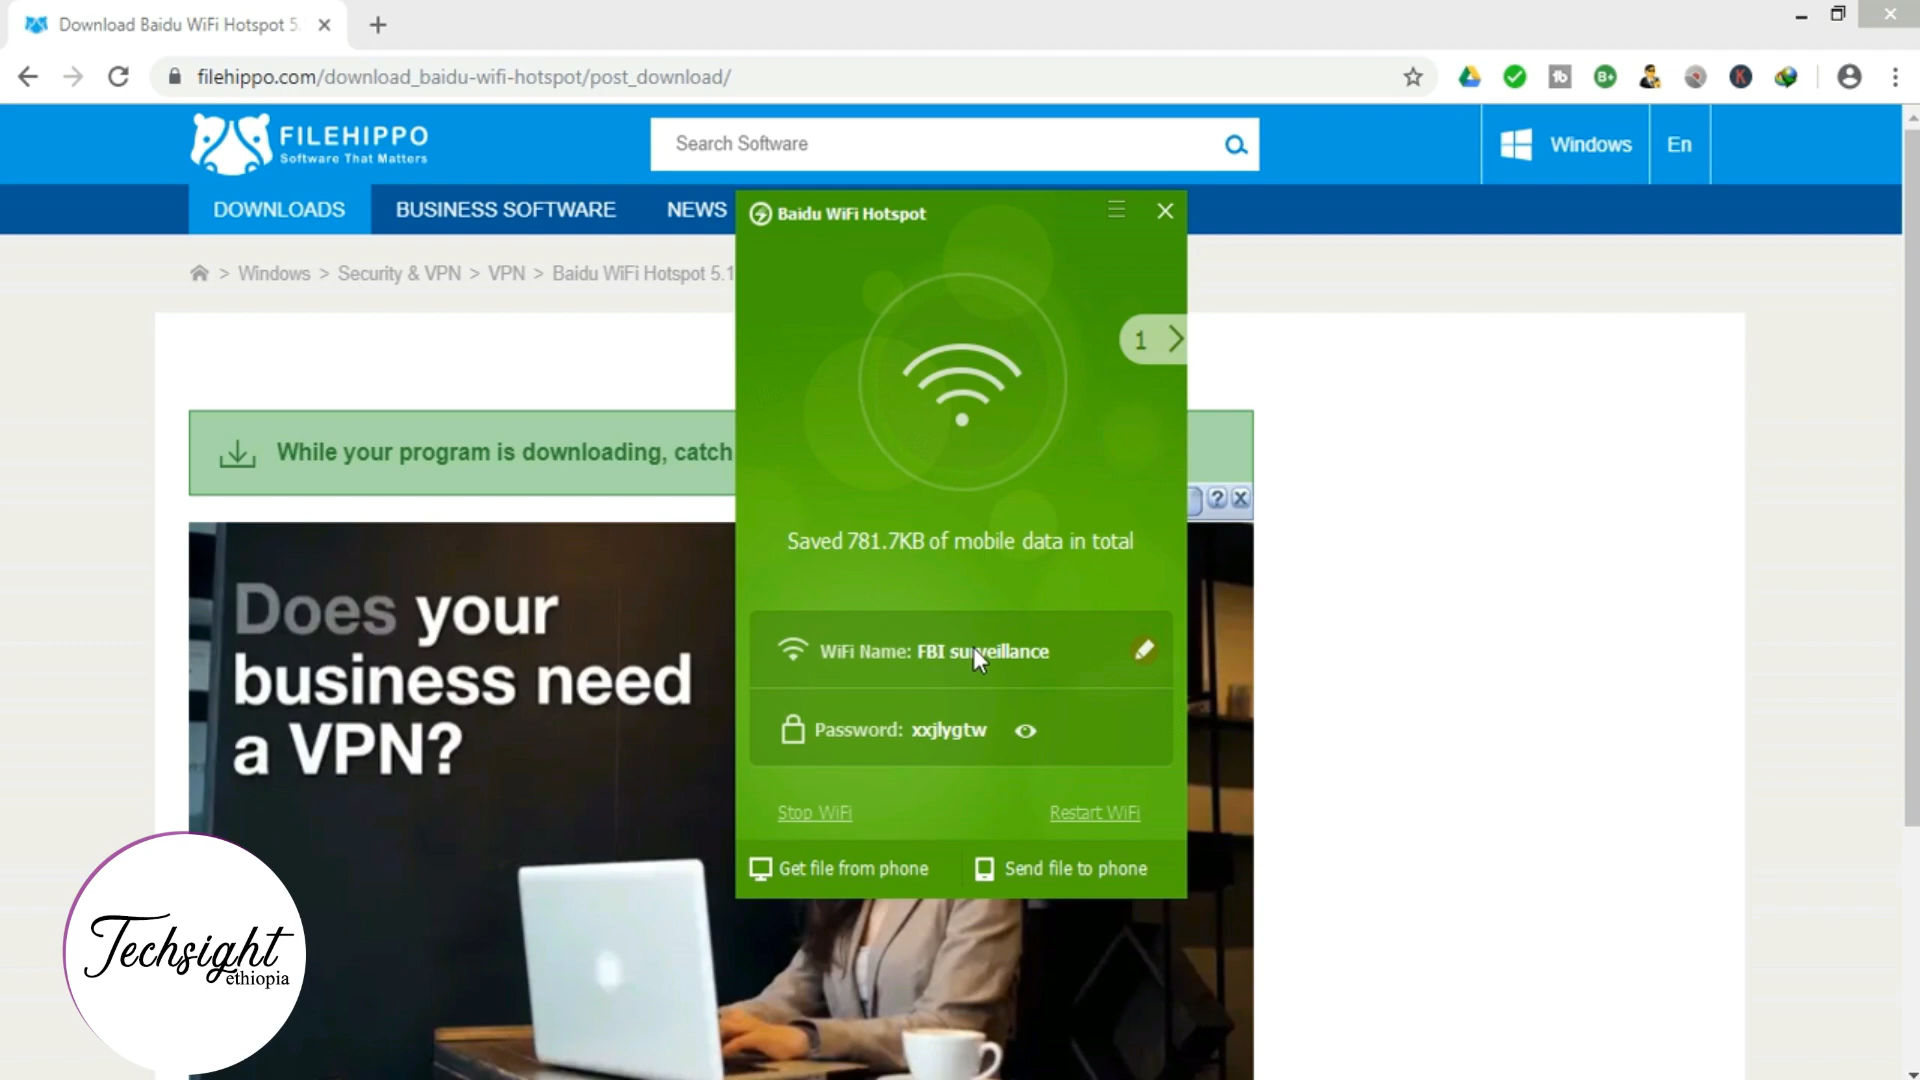 Download Baidu WiFi Hotspot 5.
filehippo.com/download_baidu-wifi-hotspot/post_download/
FILEHIPPO
Software That Matters
Search Software
Windows
En
DOWNLOADS
BUSINESS SOFTWARE
NEWS
> Windows > Security & VPN > VPN > Baidu WiFi Hotspot 5.1
While your program is downloading, catch
Baidu WiFi Hotspot
1
Saved 781.7KB of mobile data in total
WiFi Name: FBI surveillance
Password: xxjlygtw
Stop WiFi
Restart WiFi
Get file from phone
Send file to phone
Does your
business need
a VPN?
Techsight
ethiopia